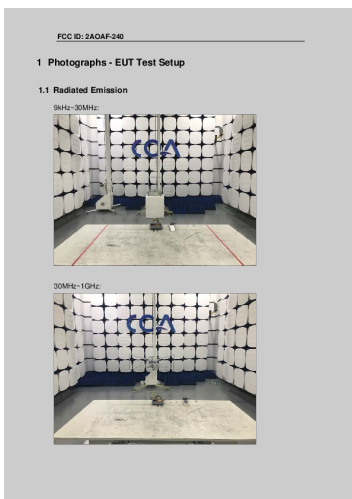 FCC ID: 2AOAF-240
1 Photographs - EUT Test Setup
1.1 Radiated Emission
9kHz~30MHz:
CCA
30MHz~1GHz:
CCA